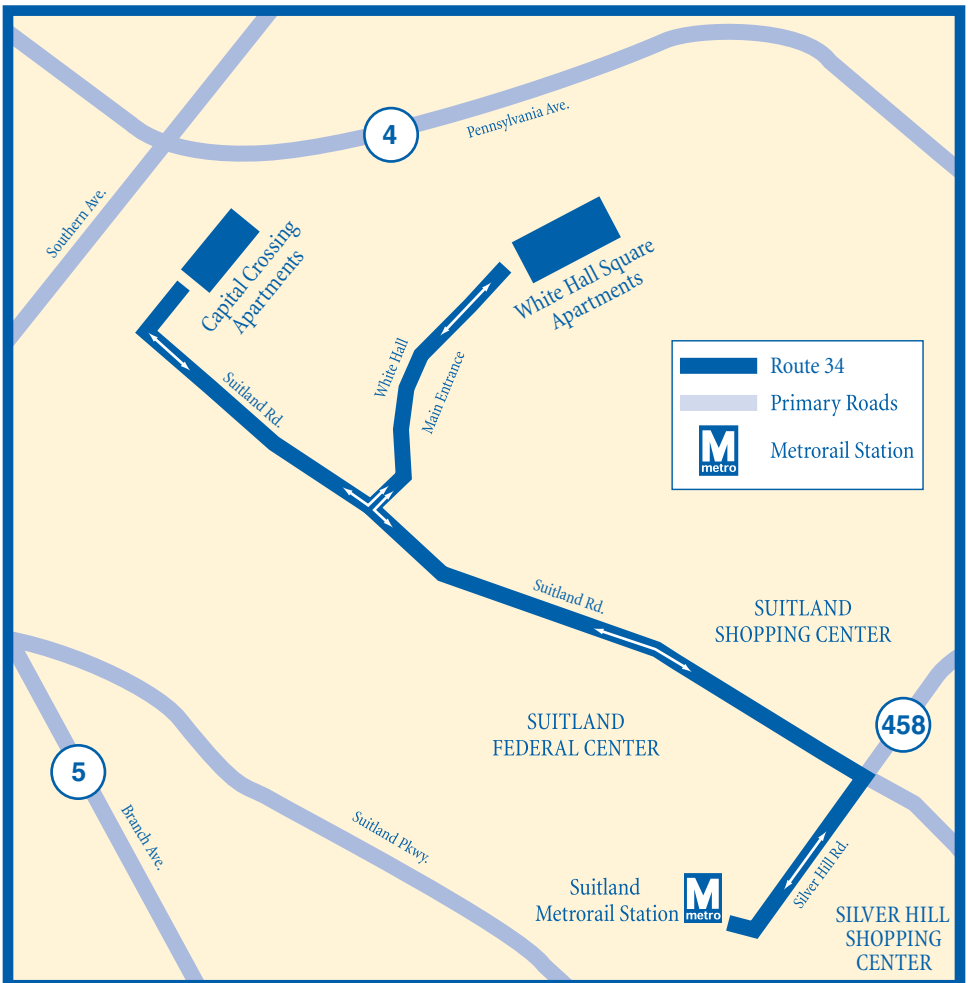 4
Pennsylvania Ave.
Southern Ave.
Capital Crossing
Apartments
White Hall Square
Apartments
White Hall
Main Entrance
Suitland Rd.
Route 34
Primary Roads
M
metro
Metrorail Station
Suitland Rd.
SUITLAND
SHOPPING CENTER
SUITLAND
FEDERAL CENTER
458
5
Branch Ave.
Suitland Pkwy.
Silver Hill Rd.
Suitland
Metrorail Station
M
metro
SILVER HILL
SHOPPING
CENTER